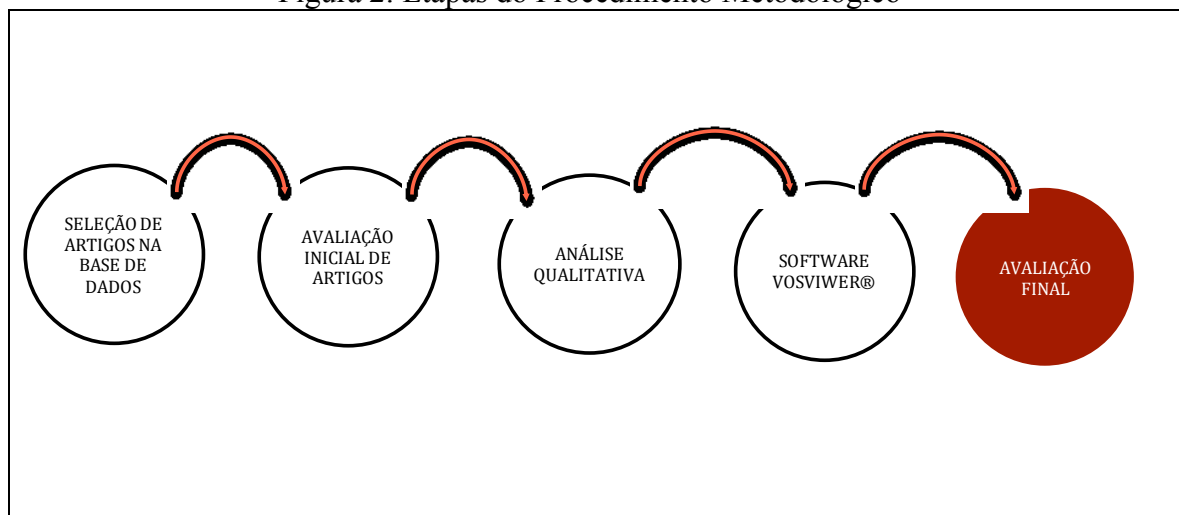 Figura 2: Etapas do Procedimento Metodológico
SELEÇÃO DE
ARTIGOS NA
BASE DE
DADOS
AVALIAÇÃO
INICIAL DE
ARTIGOS
ANÁLISE
QUALITATIVA
SOFTWARE
VOSVIWER®
AVALIAÇÃO
FINAL